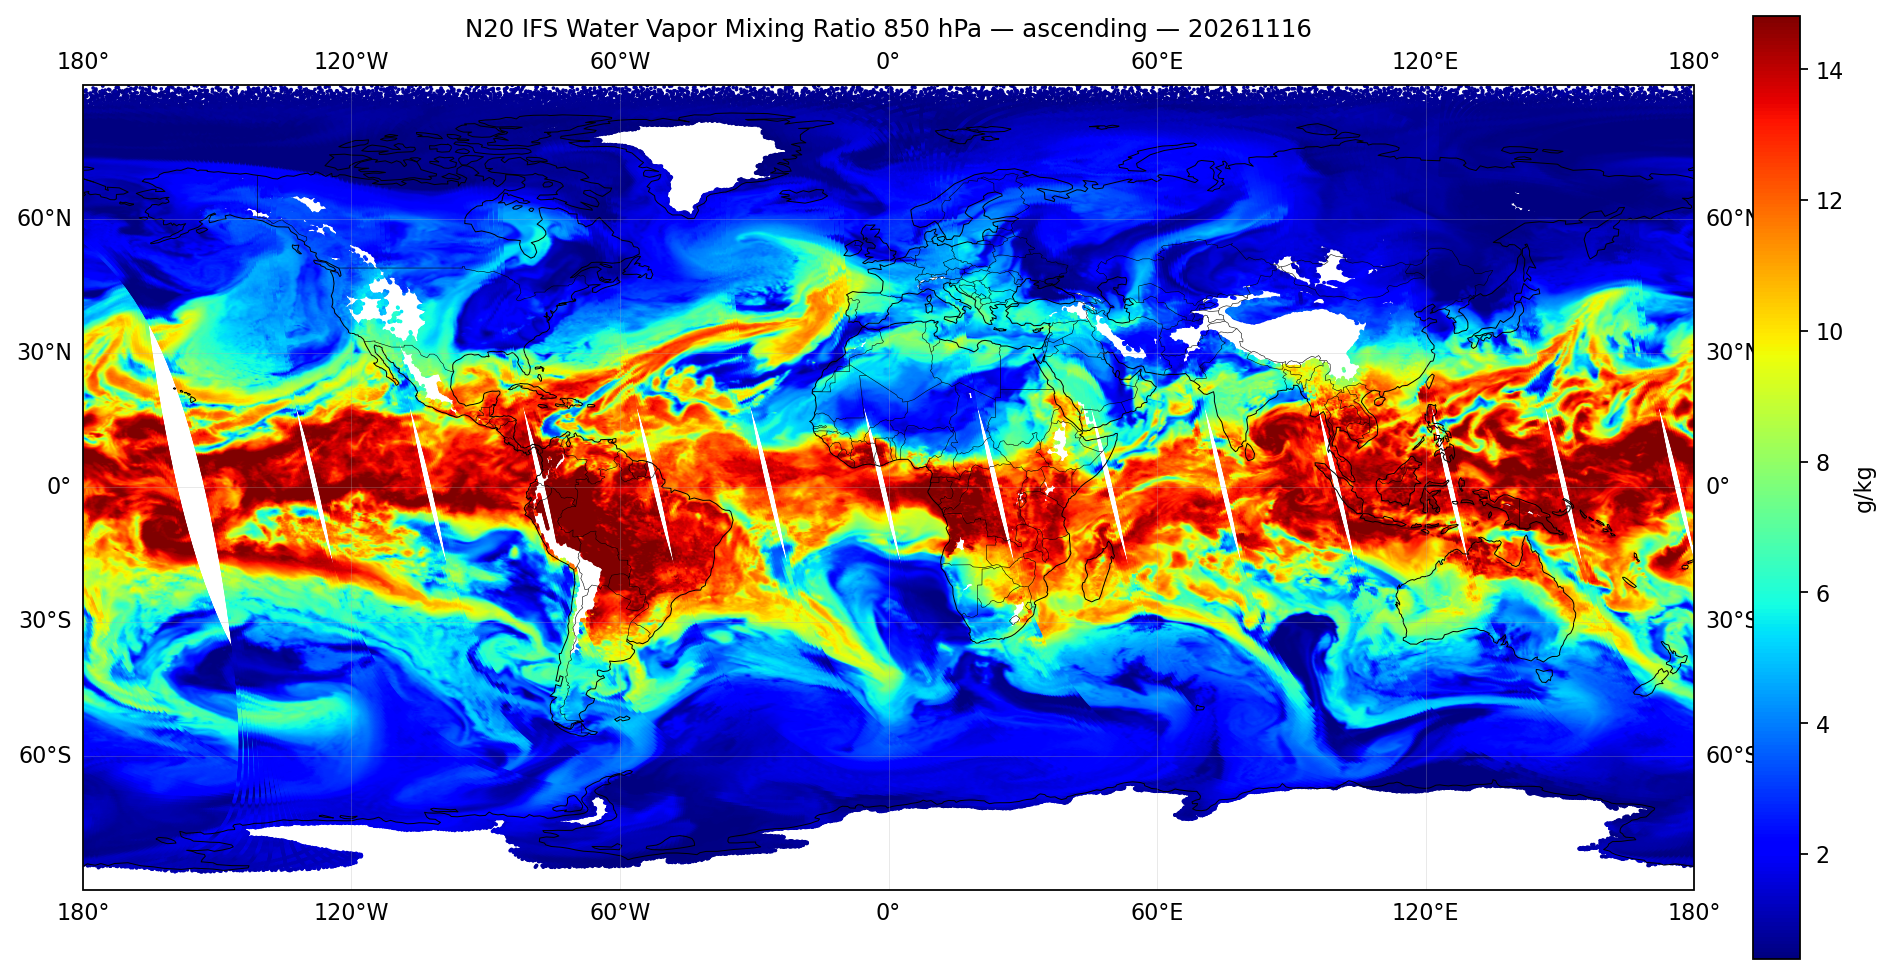 N20 IFS Water Vapor Mixing Ratio 850 hPa — ascending — 20261116
180° 120°W 60°W 0° 60°E 120°E 180°
60°N 60°N
30°N 30°N
0° 0°
30°S 30°S
60°S 60°S
180° 120°W 60°W 0° 60°E 120°E 180°
14
12
10
8
6
4
2
g/kg